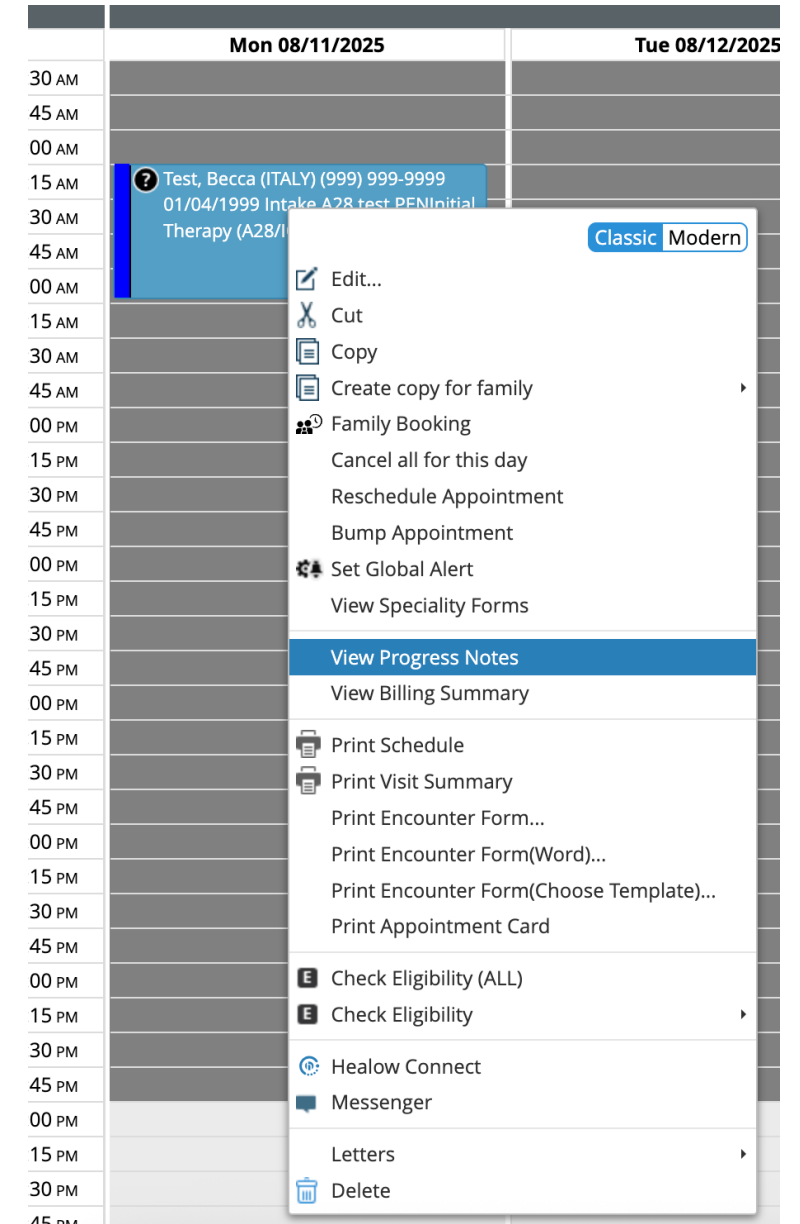 Mon 08/11/2025
Tue 08/12/2025
30 AM
45 AM
00 AM
15 AM
30 AM
45 AM
00 AM
15 AM
30 AM
45 AM
00 PM
15 PM
30 PM
45 PM
00 PM
15 PM
30 PM
45 PM
00 PM
15 PM
30 PM
45 PM
00 PM
15 PM
30 PM
45 PM
00 PM
15 PM
30 PM
45 PM
00 PM
15 PM
30 PM
45 PM
? Test, Becca (ITALY) (999) 999-9999
01/04/1999 Intake A28 test PENInitial
Therapy (A28/I
Classic Modern
Edit...
Cut
Copy
Create copy for family
Family Booking
Cancel all for this day
Reschedule Appointment
Bump Appointment
Set Global Alert
View Speciality Forms
View Progress Notes
View Billing Summary
Print Schedule
Print Visit Summary
Print Encounter Form...
Print Encounter Form(Word)...
Print Encounter Form(Choose Template)...
Print Appointment Card
E Check Eligibility (ALL)
E Check Eligibility
Healow Connect
Messenger
Letters
Delete